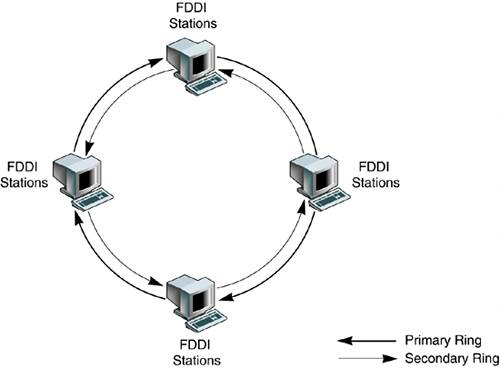 FDDI
Stations
FDDI
Stations
FDDI
Stations
FDDI
Stations
Primary Ring
Secondary Ring